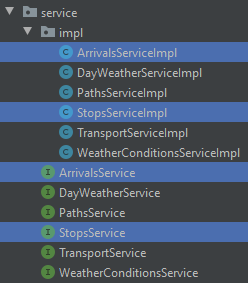 service
impl
ArrivalsServiceImpl
DayWeatherServiceImpl
PathsServiceImpl
StopsServiceImpl
TransportServiceImpl
WeatherConditionsServiceImpl
ArrivalsService
DayWeatherService
PathsService
StopsService
TransportService
WeatherConditionsService